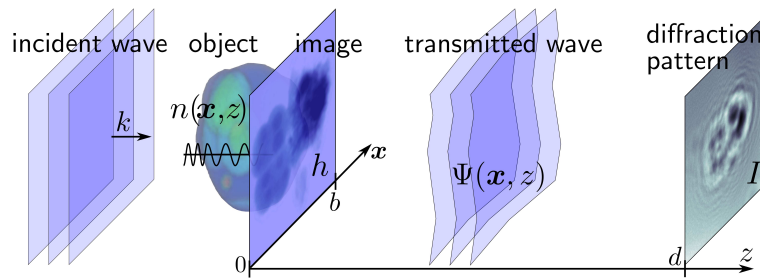 incident wave
object
image
transmitted wave
diffraction
pattern
k
n(x,z)
h
x
b
Ψ(x, z)
I
0
d
z